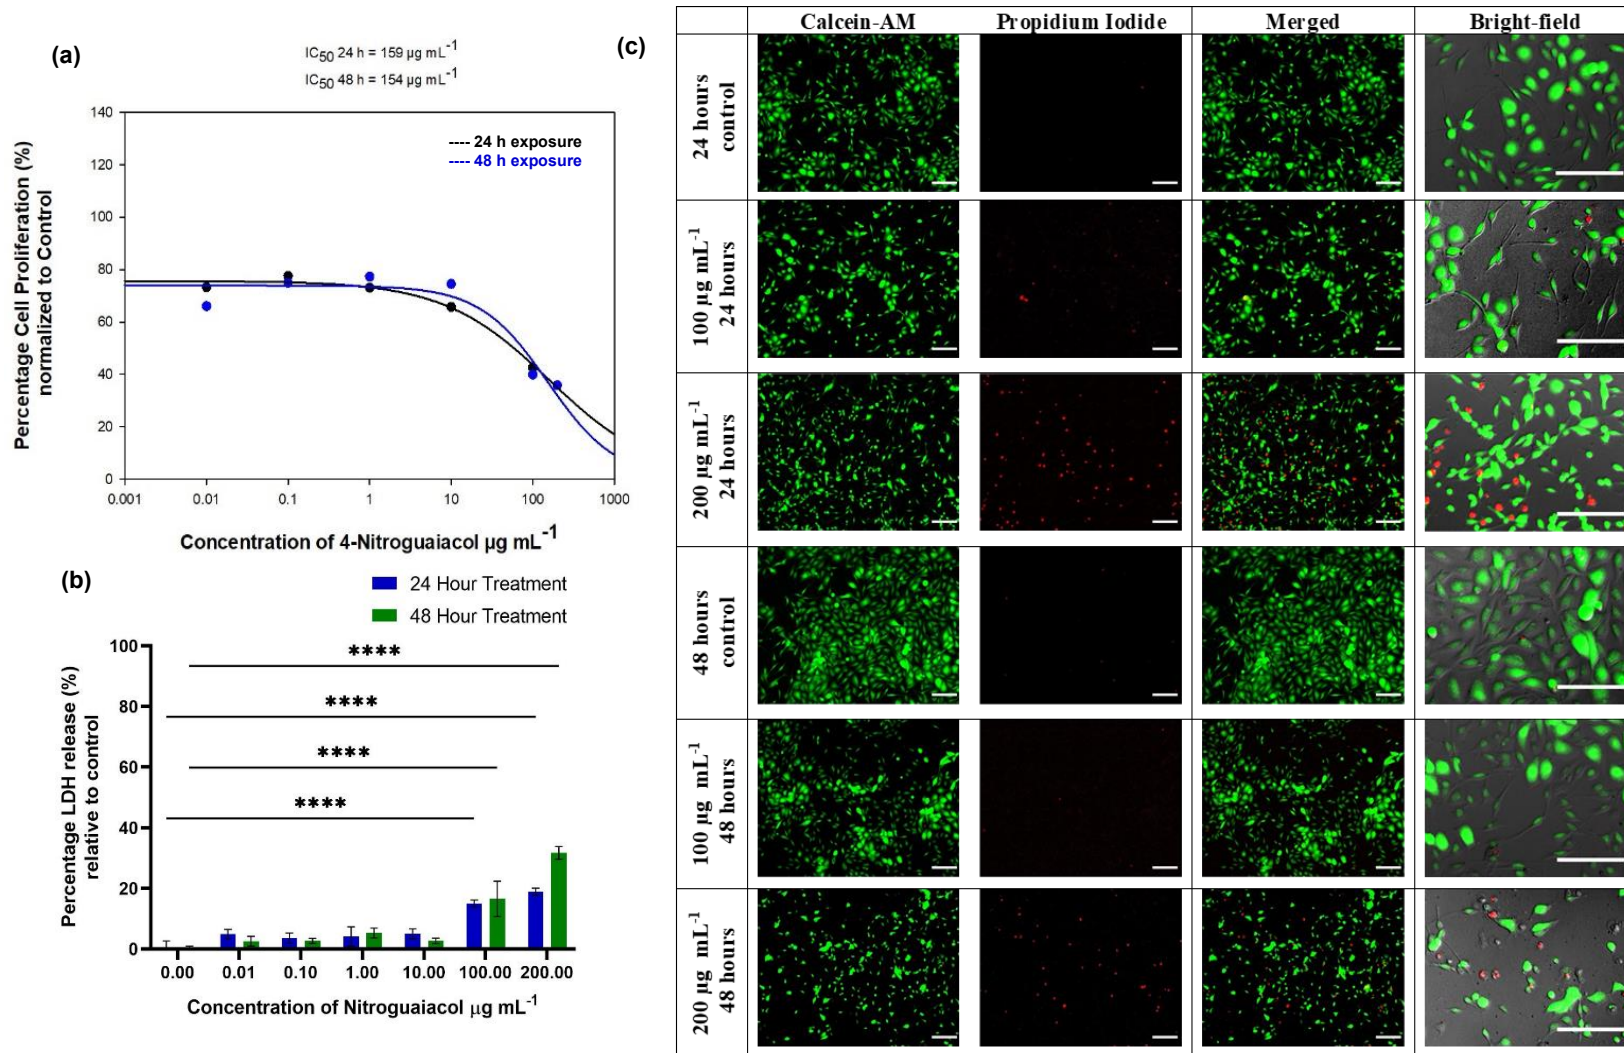 (a)
IC50 24 h = 159 µg mL-1
IC50 48 h = 154 µg mL-1
Percentage Cell Proliferation (%)
normalized to Control
140
120
100
80
60
40
20
0
---- 24 h exposure
---- 48 h exposure
0.001 0.01 0.1 1 10 100 1000
Concentration of 4-Nitroguaiacol µg mL-1
(b)
24 Hour Treatment
48 Hour Treatment
Percentage LDH release (%)
relative to control
100
80
60
40
20
0
****
****
****
****
0.00 0.01 0.10 1.00 10.00 100.00 200.00
Concentration of Nitroguaiacol µg mL-1
(c)
Calcein-AM Propidium Iodide Merged Bright-field
24 hours
control
100 µg mL-1
24 hours
200 µg mL-1
24 hours
48 hours
control
100 µg mL-1
48 hours
200 µg mL-1
48 hours